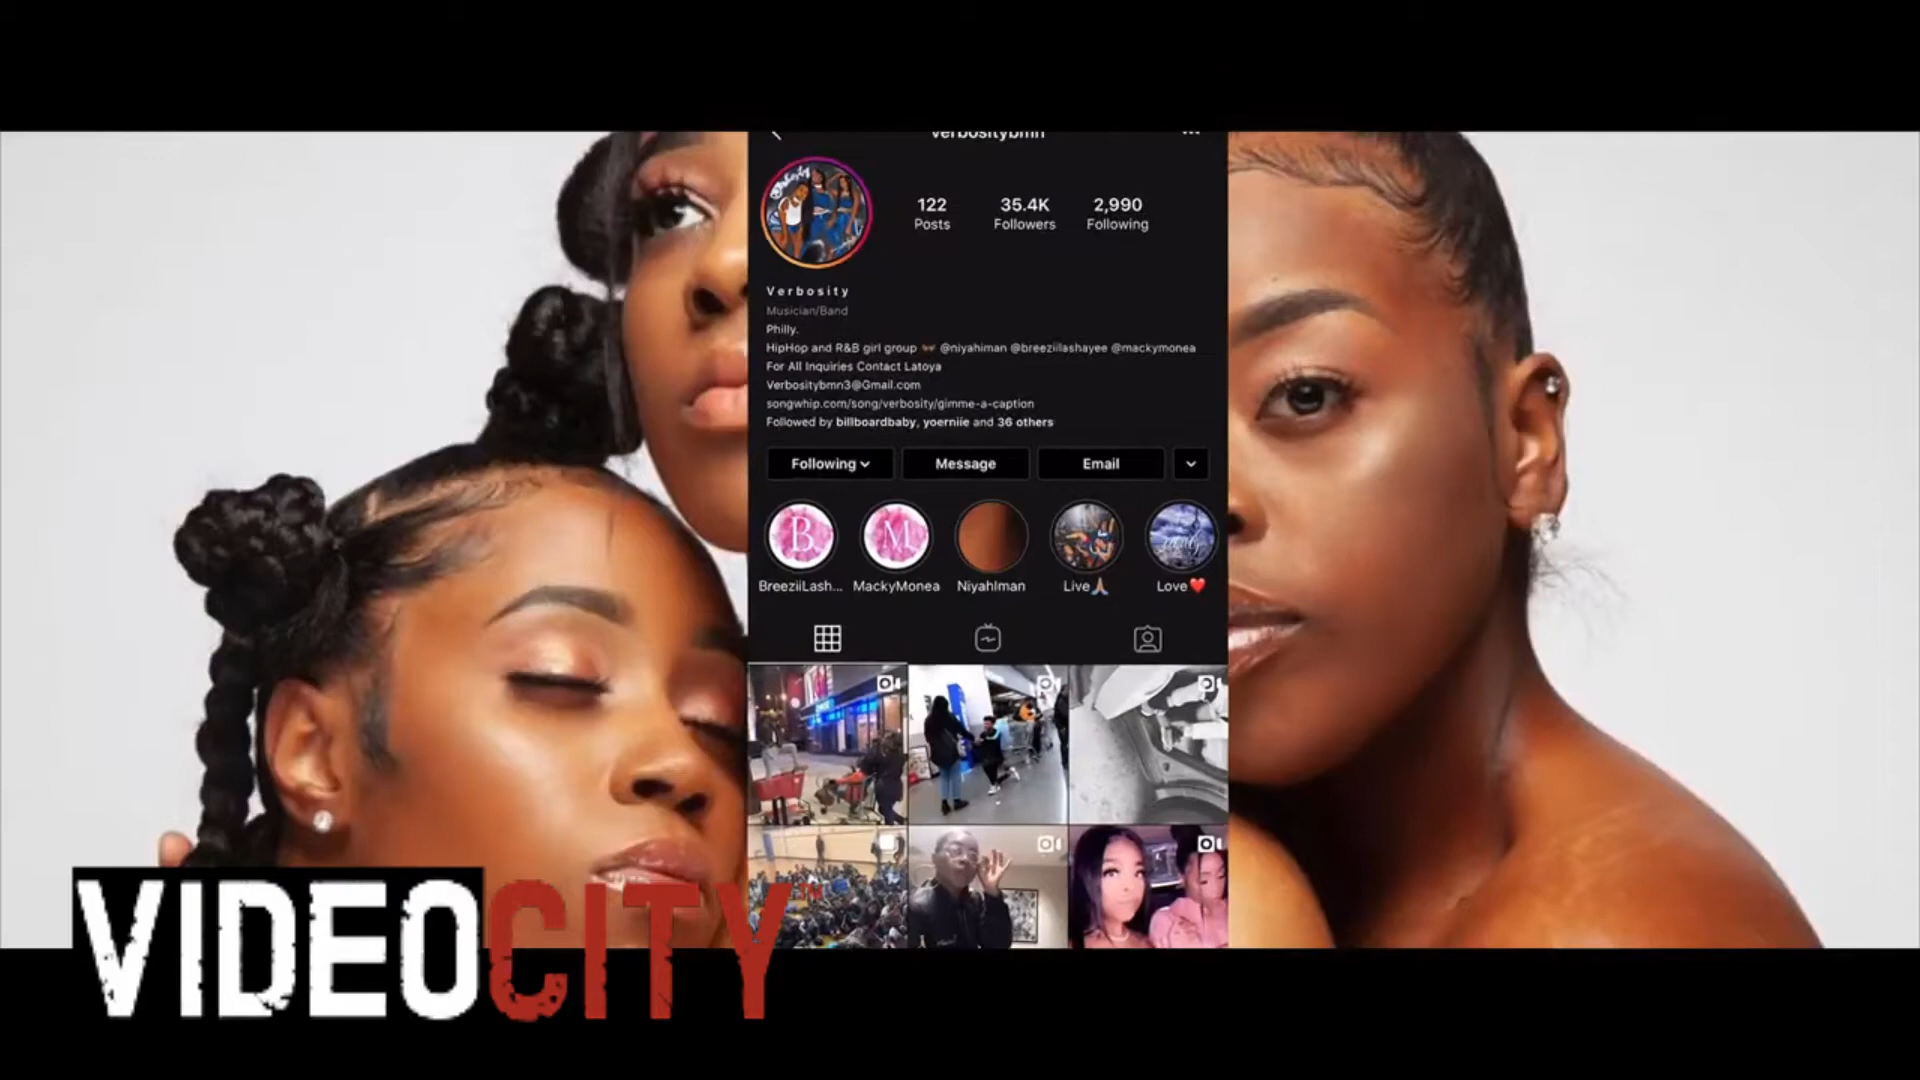 verbositybmn
122 35.4K 2,990
Posts Followers Following
Verbosity
Musician/Band
Philly.
HipHop and R&B girl group @niyahiman @breeziilashayee @mackymonea
For All Inquiries Contact Latoya
Verbositybmn3@Gmail.com
songwhip.com/song/verbosity/gimme-a-caption
Followed by billboardbaby, yoerniie and 36 others
Following Message Email
B M
BreeziiLash... MackyMonea NiyahIman Live🙏🏽 Love❤️
VIDEOCITY™